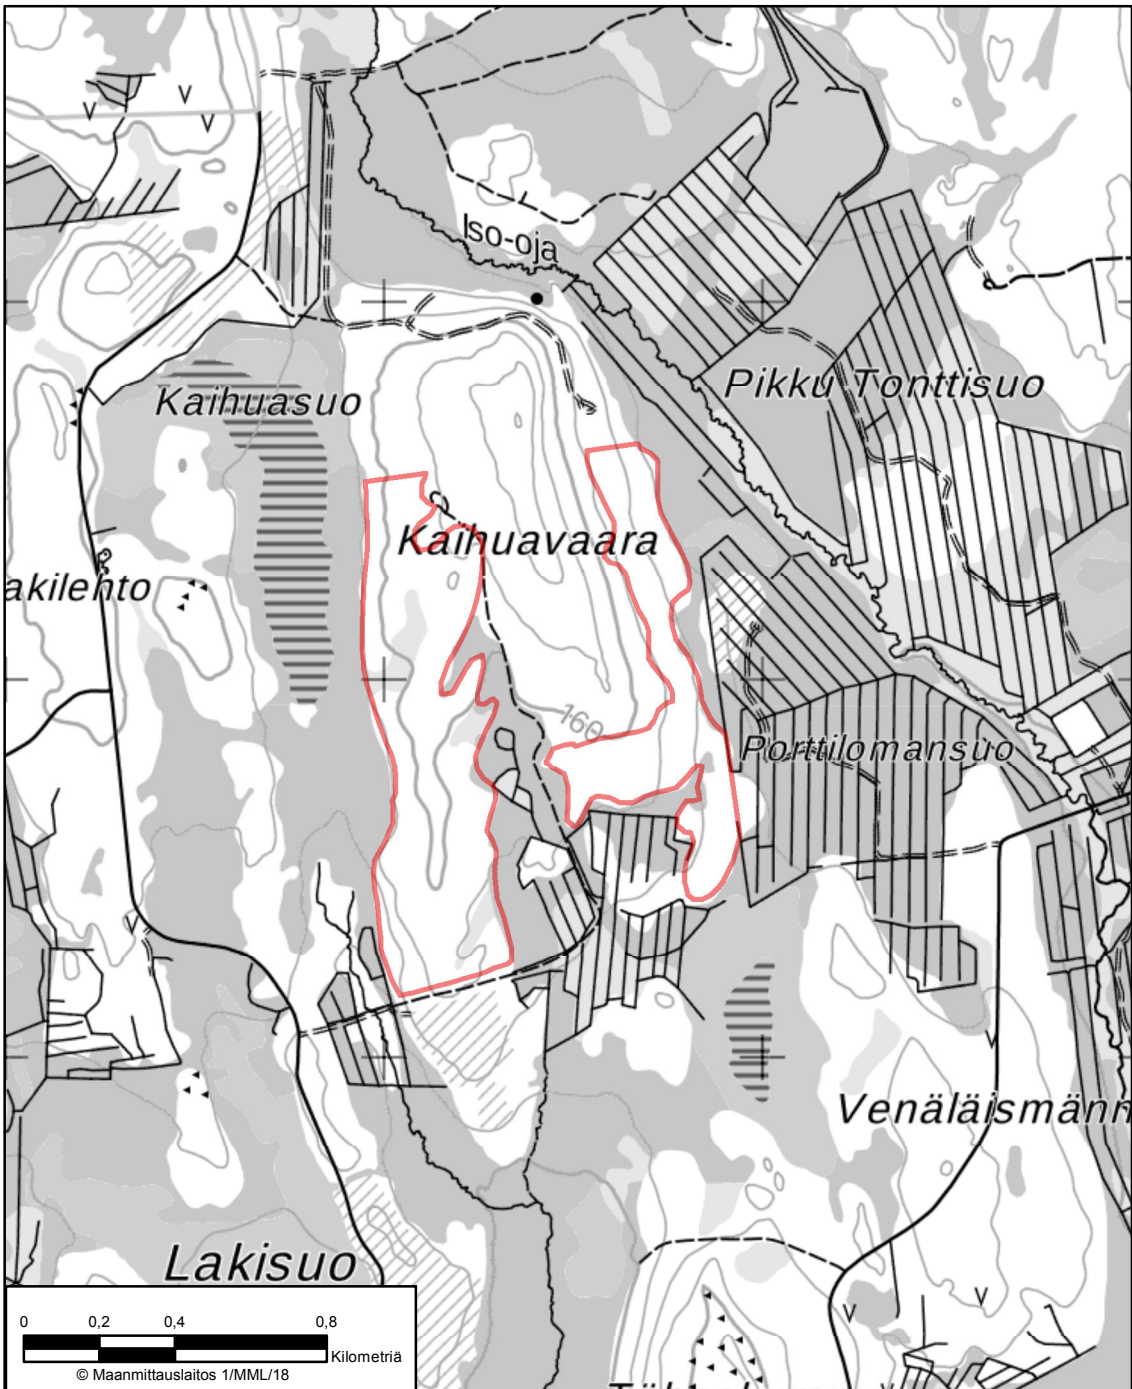 Iso-oja
Pikku Tonttisuo
Kaihuasuo
Kaihuavaara
akilehto
160
Porttilomansuo
Venäläismänn
Lakisuo
0 0,2 0,4 0,8
Kilometriä
© Maanmittauslaitos 1/MML/18